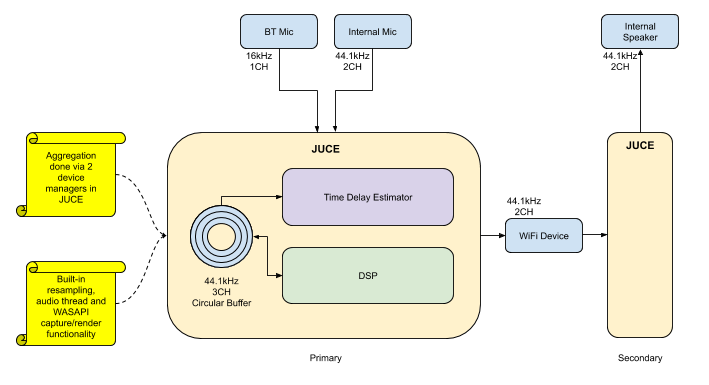 BT Mic
Internal Mic
Internal
Speaker
16kHz
1CH
44.1kHz
2CH
44.1kHz
2CH
Aggregation
done via 2
device
managers in
JUCE
JUCE
JUCE
Time Delay Estimator
44.1kHz
2CH
WiFi Device
DSP
44.1kHz
3CH
Circular Buffer
Built-in
resampling,
audio thread and
WASAPI
capture/render
functionality
Primary
Secondary